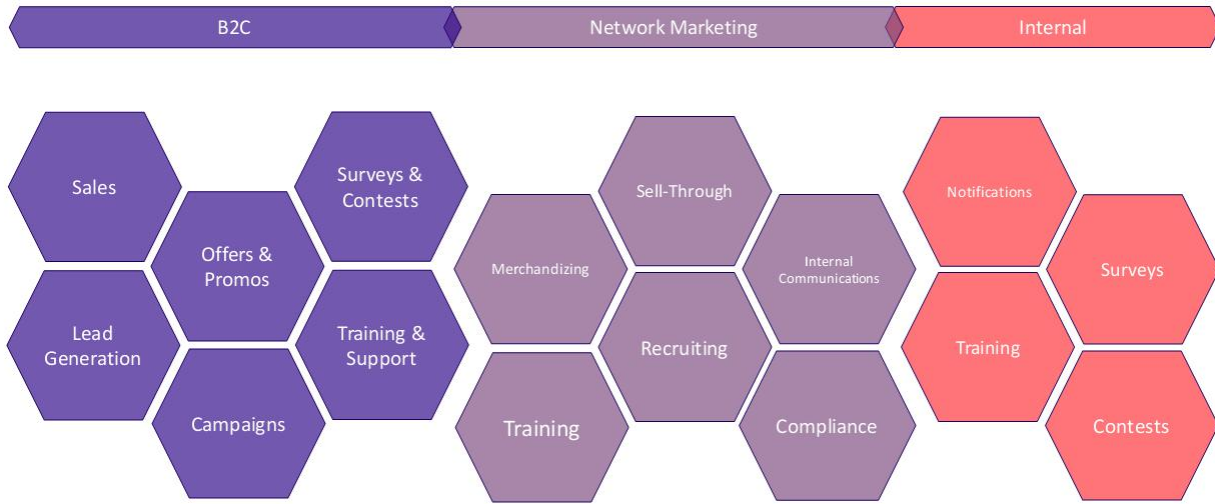 B2C
Network Marketing
Internal
Sales
Lead
Generation
Offers &
Promos
Campaigns
Surveys &
Contests
Training &
Support
Merchandizing
Training
Sell-Through
Recruiting
Internal
Communications
Compliance
Notifications
Training
Surveys
Contests